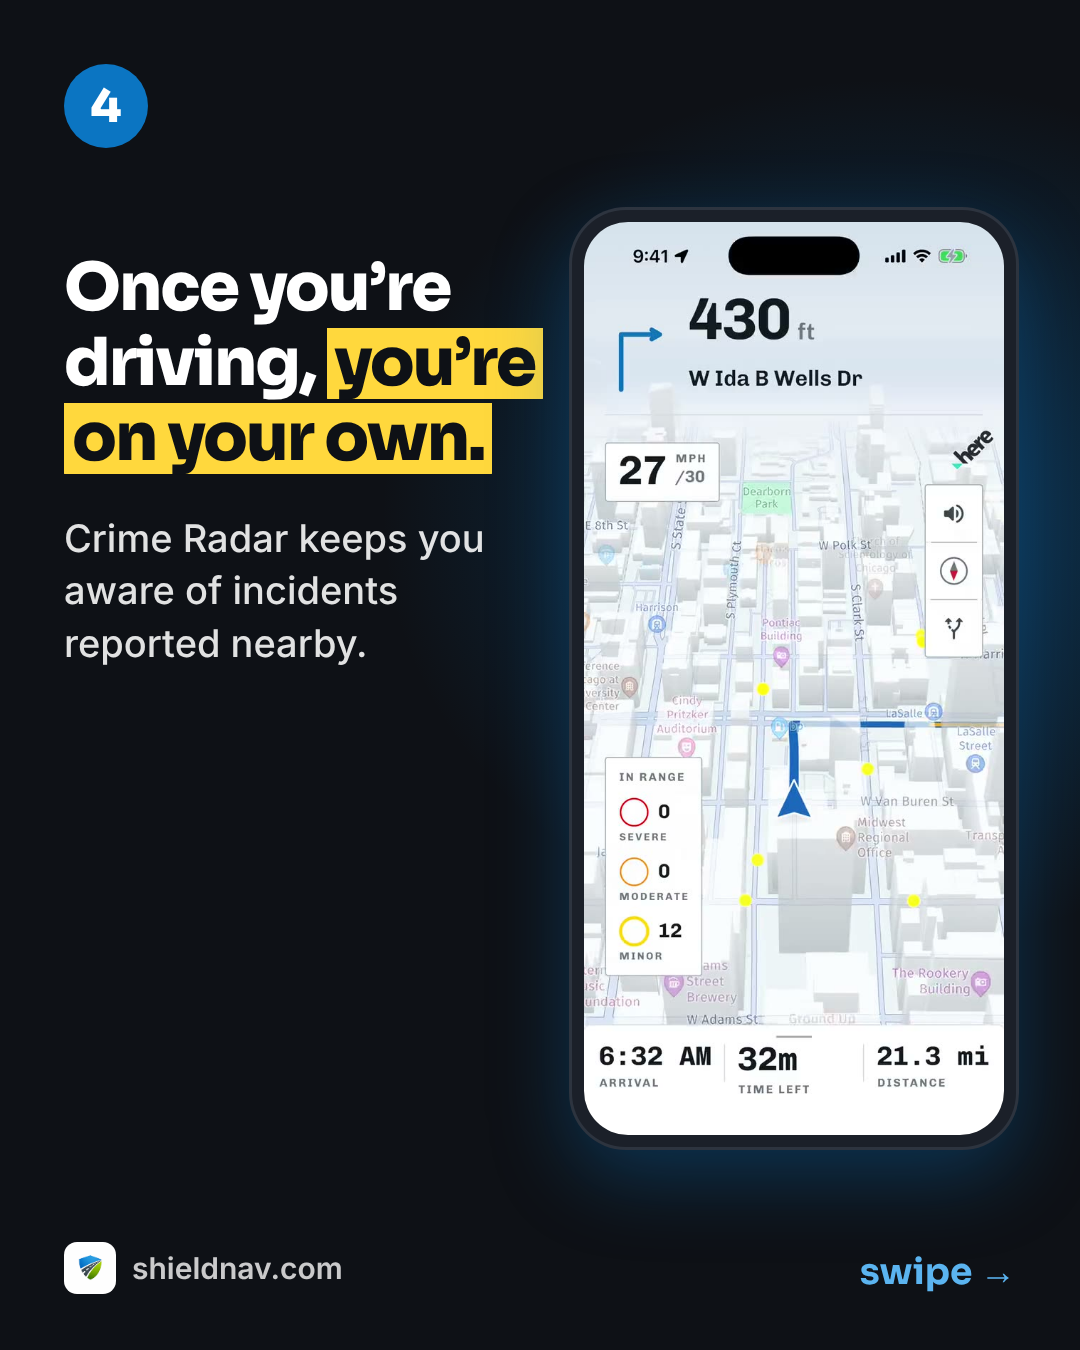 4
Once you’re
driving, you’re
on your own.
Crime Radar keeps you
aware of incidents
reported nearby.
9:41
430 ft
W Ida B Wells Dr
here
27 MPH
/30
Dearborn
Park
E 8th St
S State
S Plymouth Ct
W Polk St
Chicago
S Clark St
Harrison
Pontiac
Building
Center
Cindy
Pritzker
Auditorium
LaSalle
LaSalle
Street
IN RANGE
0
SEVERE
0
MODERATE
12
MINOR
W Van Buren St
Midwest
Regional
Office
Street
Brewery
The Rookery
Building
W Adams St
Ground Up
6:32 AM
ARRIVAL
32m
TIME LEFT
21.3 mi
DISTANCE
shieldnav.com
swipe →